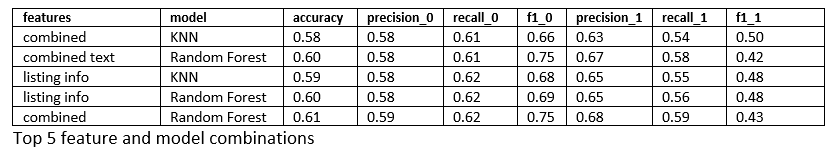 features model accuracy precision_0 recall_0 f1_0 precision_1 recall_1 f1_1
combined KNN 0.58 0.58 0.61 0.66 0.63 0.54 0.50
combined text Random Forest 0.60 0.58 0.61 0.75 0.67 0.58 0.42
listing info KNN 0.59 0.58 0.62 0.68 0.65 0.55 0.48
listing info Random Forest 0.60 0.58 0.62 0.69 0.65 0.56 0.48
combined Random Forest 0.61 0.59 0.62 0.75 0.68 0.59 0.43
Top 5 feature and model combinations